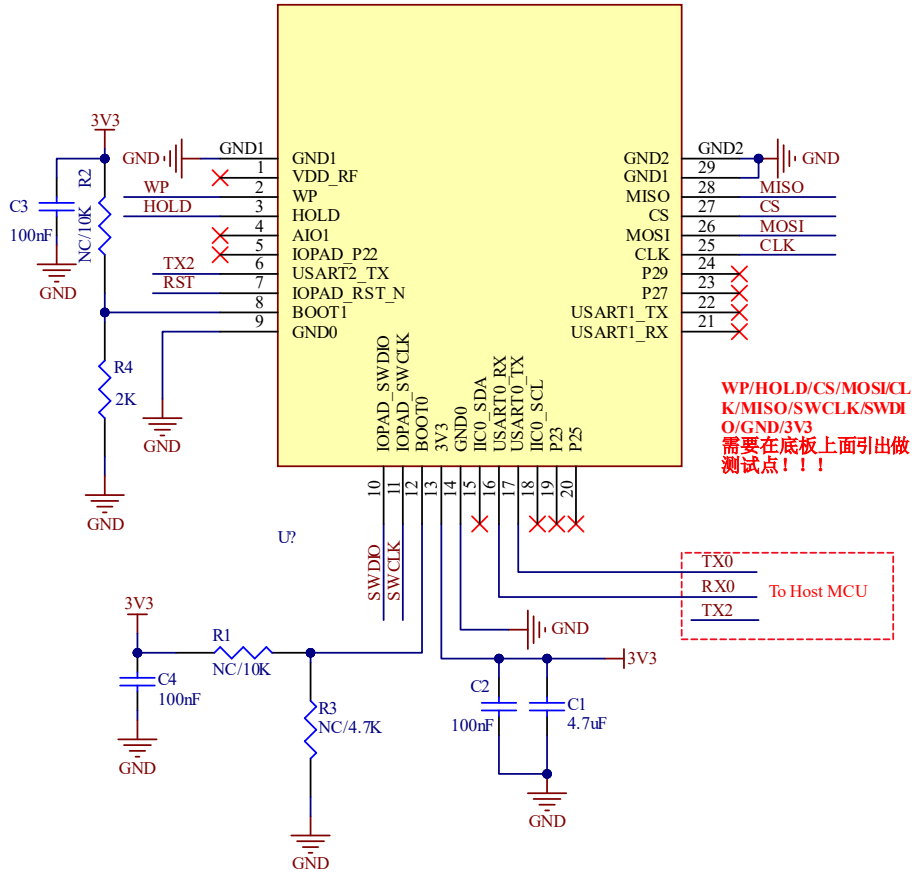 3V3
GND
GND1
GND1
GND2
GND2
GND
1
VDD_RF
29
GND1
WP
2
WP
28
MISO
MISO
HOLD
3
HOLD
27
CS
CS
4
AIO1
26
MOSI
MOSI
5
IOPAD_P22
25
CLK
CLK
TX2
6
USART2_TX
24
P29
RST
7
IOPAD_RST_N
23
P27
8
BOOT1
22
USART1_TX
9
GND0
21
USART1_RX
C3
100nF
GND
R2
NC/10K
R4
2K
GND
GND
IOPAD_SWDIO
IOPAD_SWCLK
BOOT0
3V3
GND0
IIC0_SDA
USART0_RX
USART0_TX
IIC0_SCL
P23
P25
10
11
12
13
14
15
16
17
18
19
20
WP/HOLD/CS/MOSI/CL
K/MISO/SWCLK/SWDI
O/GND/3V3
需要在底板上面引出做
测试点！！！
U?
SWDIO
SWCLK
TX0
RX0
TX2
To Host MCU
GND
3V3
3V3
R1
NC/10K
C4
100nF
GND
R3
NC/4.7K
GND
C2
100nF
C1
4.7uF
GND